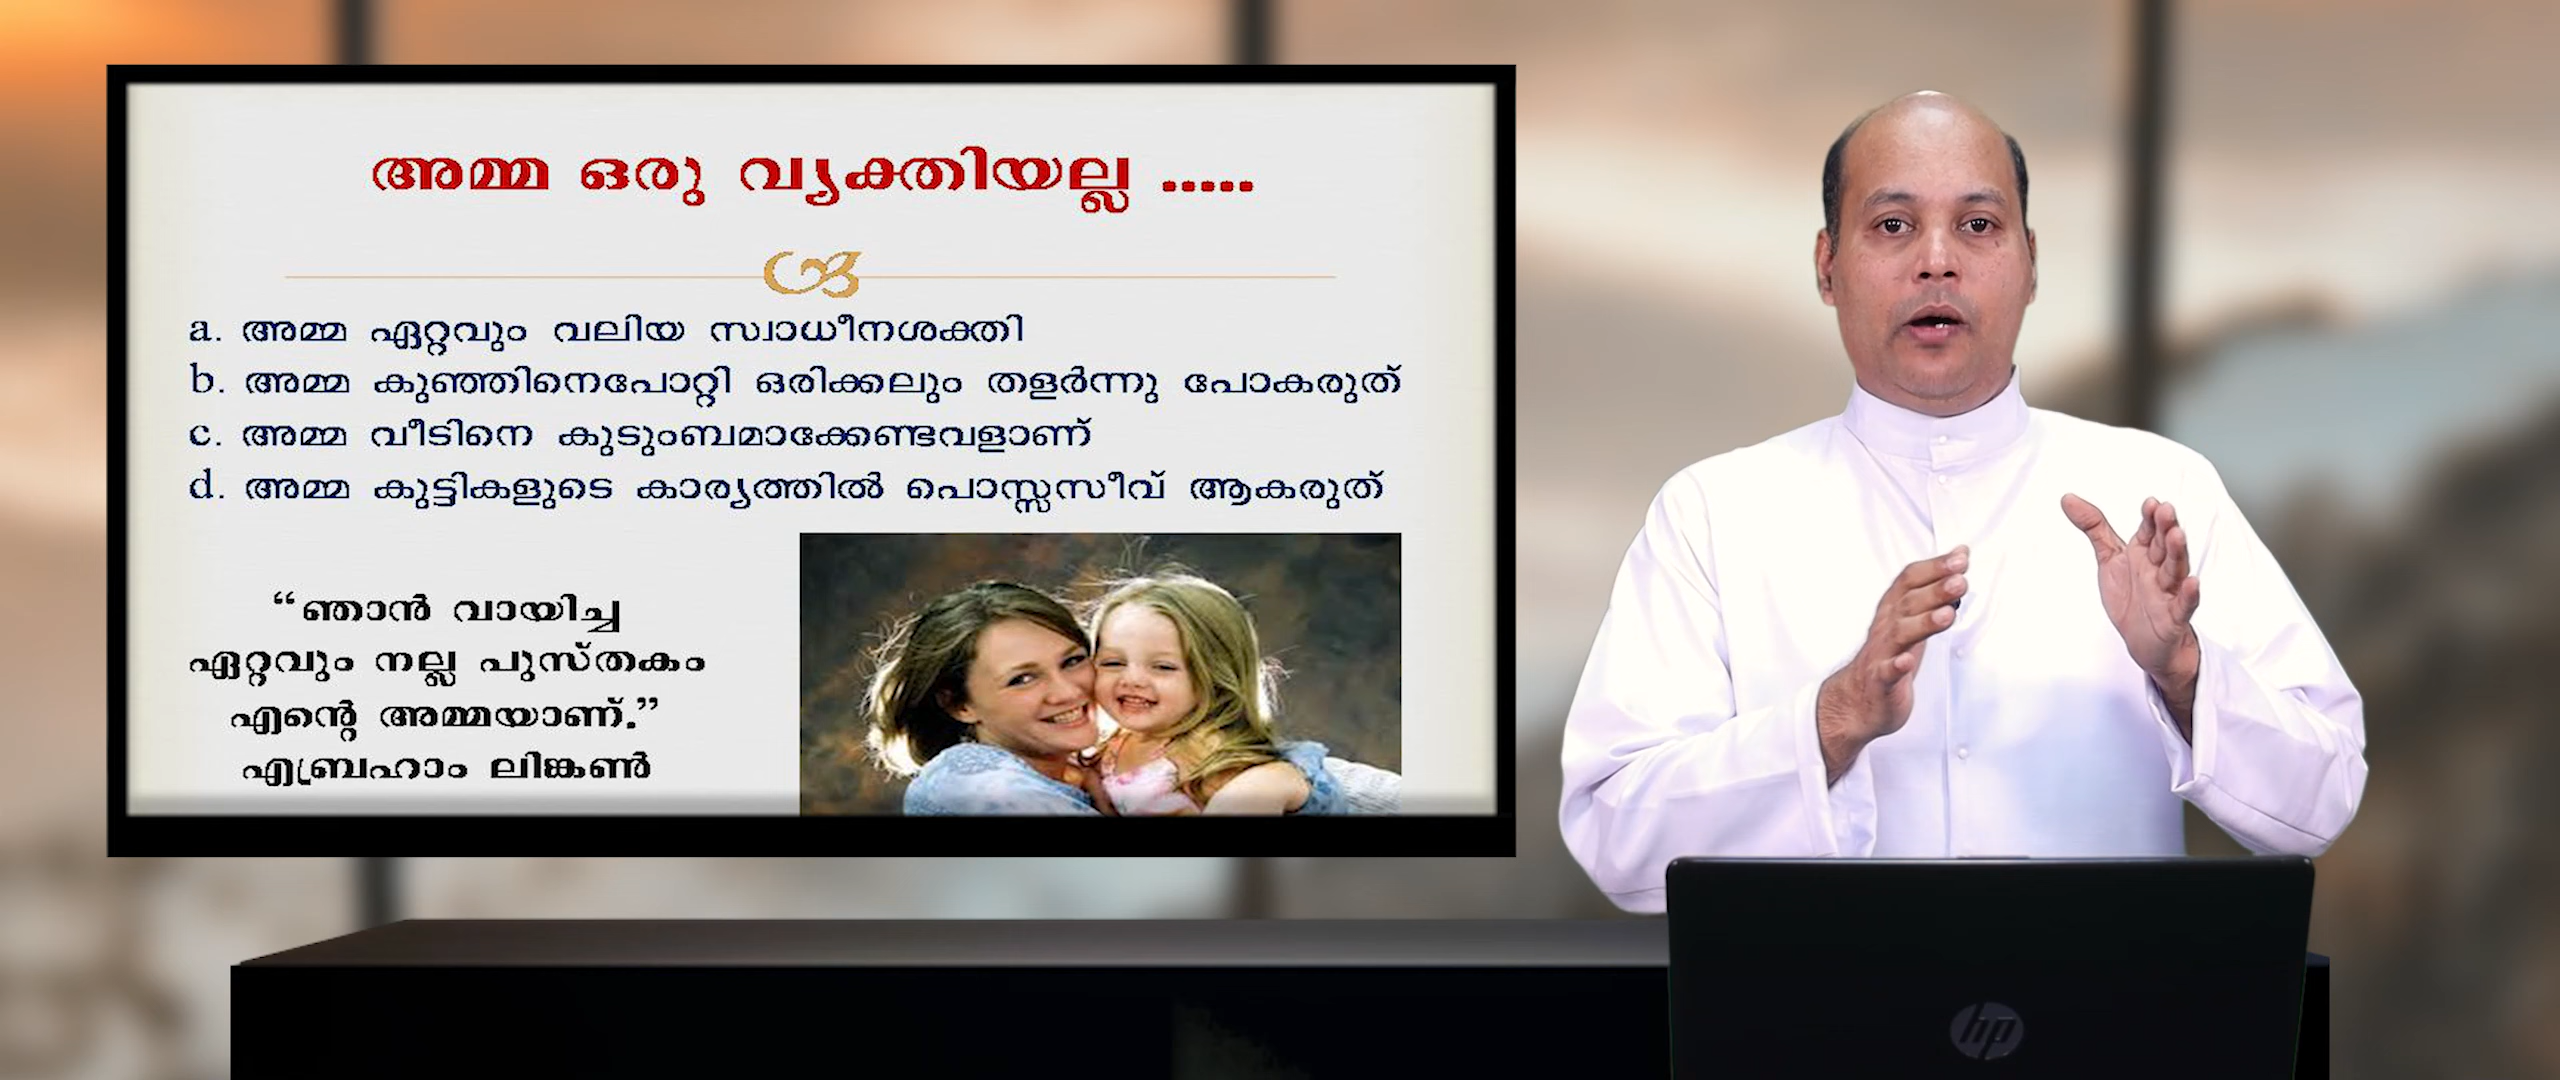 അമ്മ ഒരു വ്യക്തിയല്ല .....
a. അമ്മ ഏറ്റവും വലിയ സ്വാധീനശക്തി
b. അമ്മ കുഞ്ഞിനെപോറ്റി ഒരിക്കലും തളർന്നു പോകരുത്
c. അമ്മ വീടിനെ കുടുംബമാക്കേണ്ടവളാണ്
d. അമ്മ കുട്ടികളുടെ കാര്യത്തിൽ പൊസ്സസീവ് ആകരുത്
“ഞാൻ വായിച്ച
ഏറ്റവും നല്ല പുസ്തകം
എന്റെ അമ്മയാണ്.”
എബ്രഹാം ലിങ്കൺ
hp